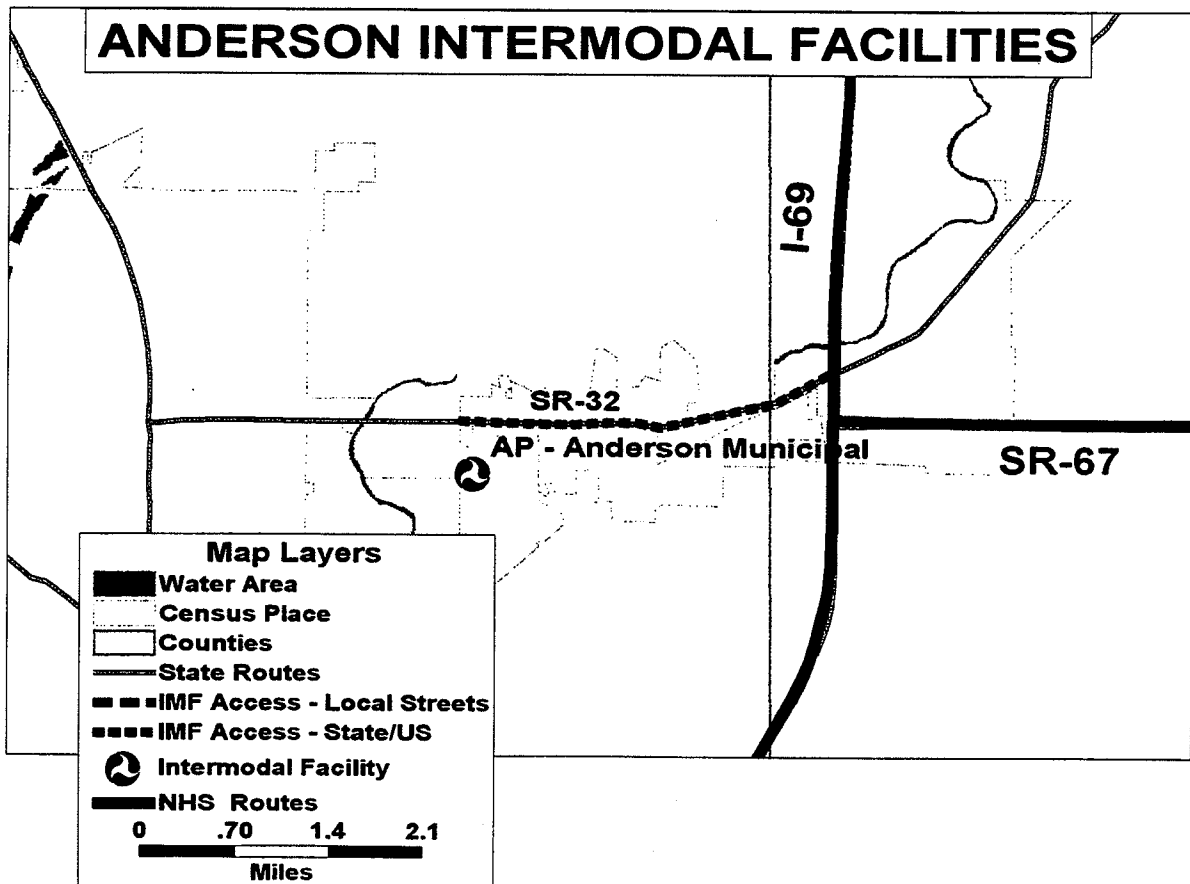 ANDERSON INTERMODAL FACILITIES
I-69
SR-32
AP - Anderson Municipal
SR-67
Map Layers
Water Area
Census Place
Counties
State Routes
IMF Access - Local Streets
IMF Access - State/US
Intermodal Facility
NHS Routes
0 .70 1.4 2.1
Miles